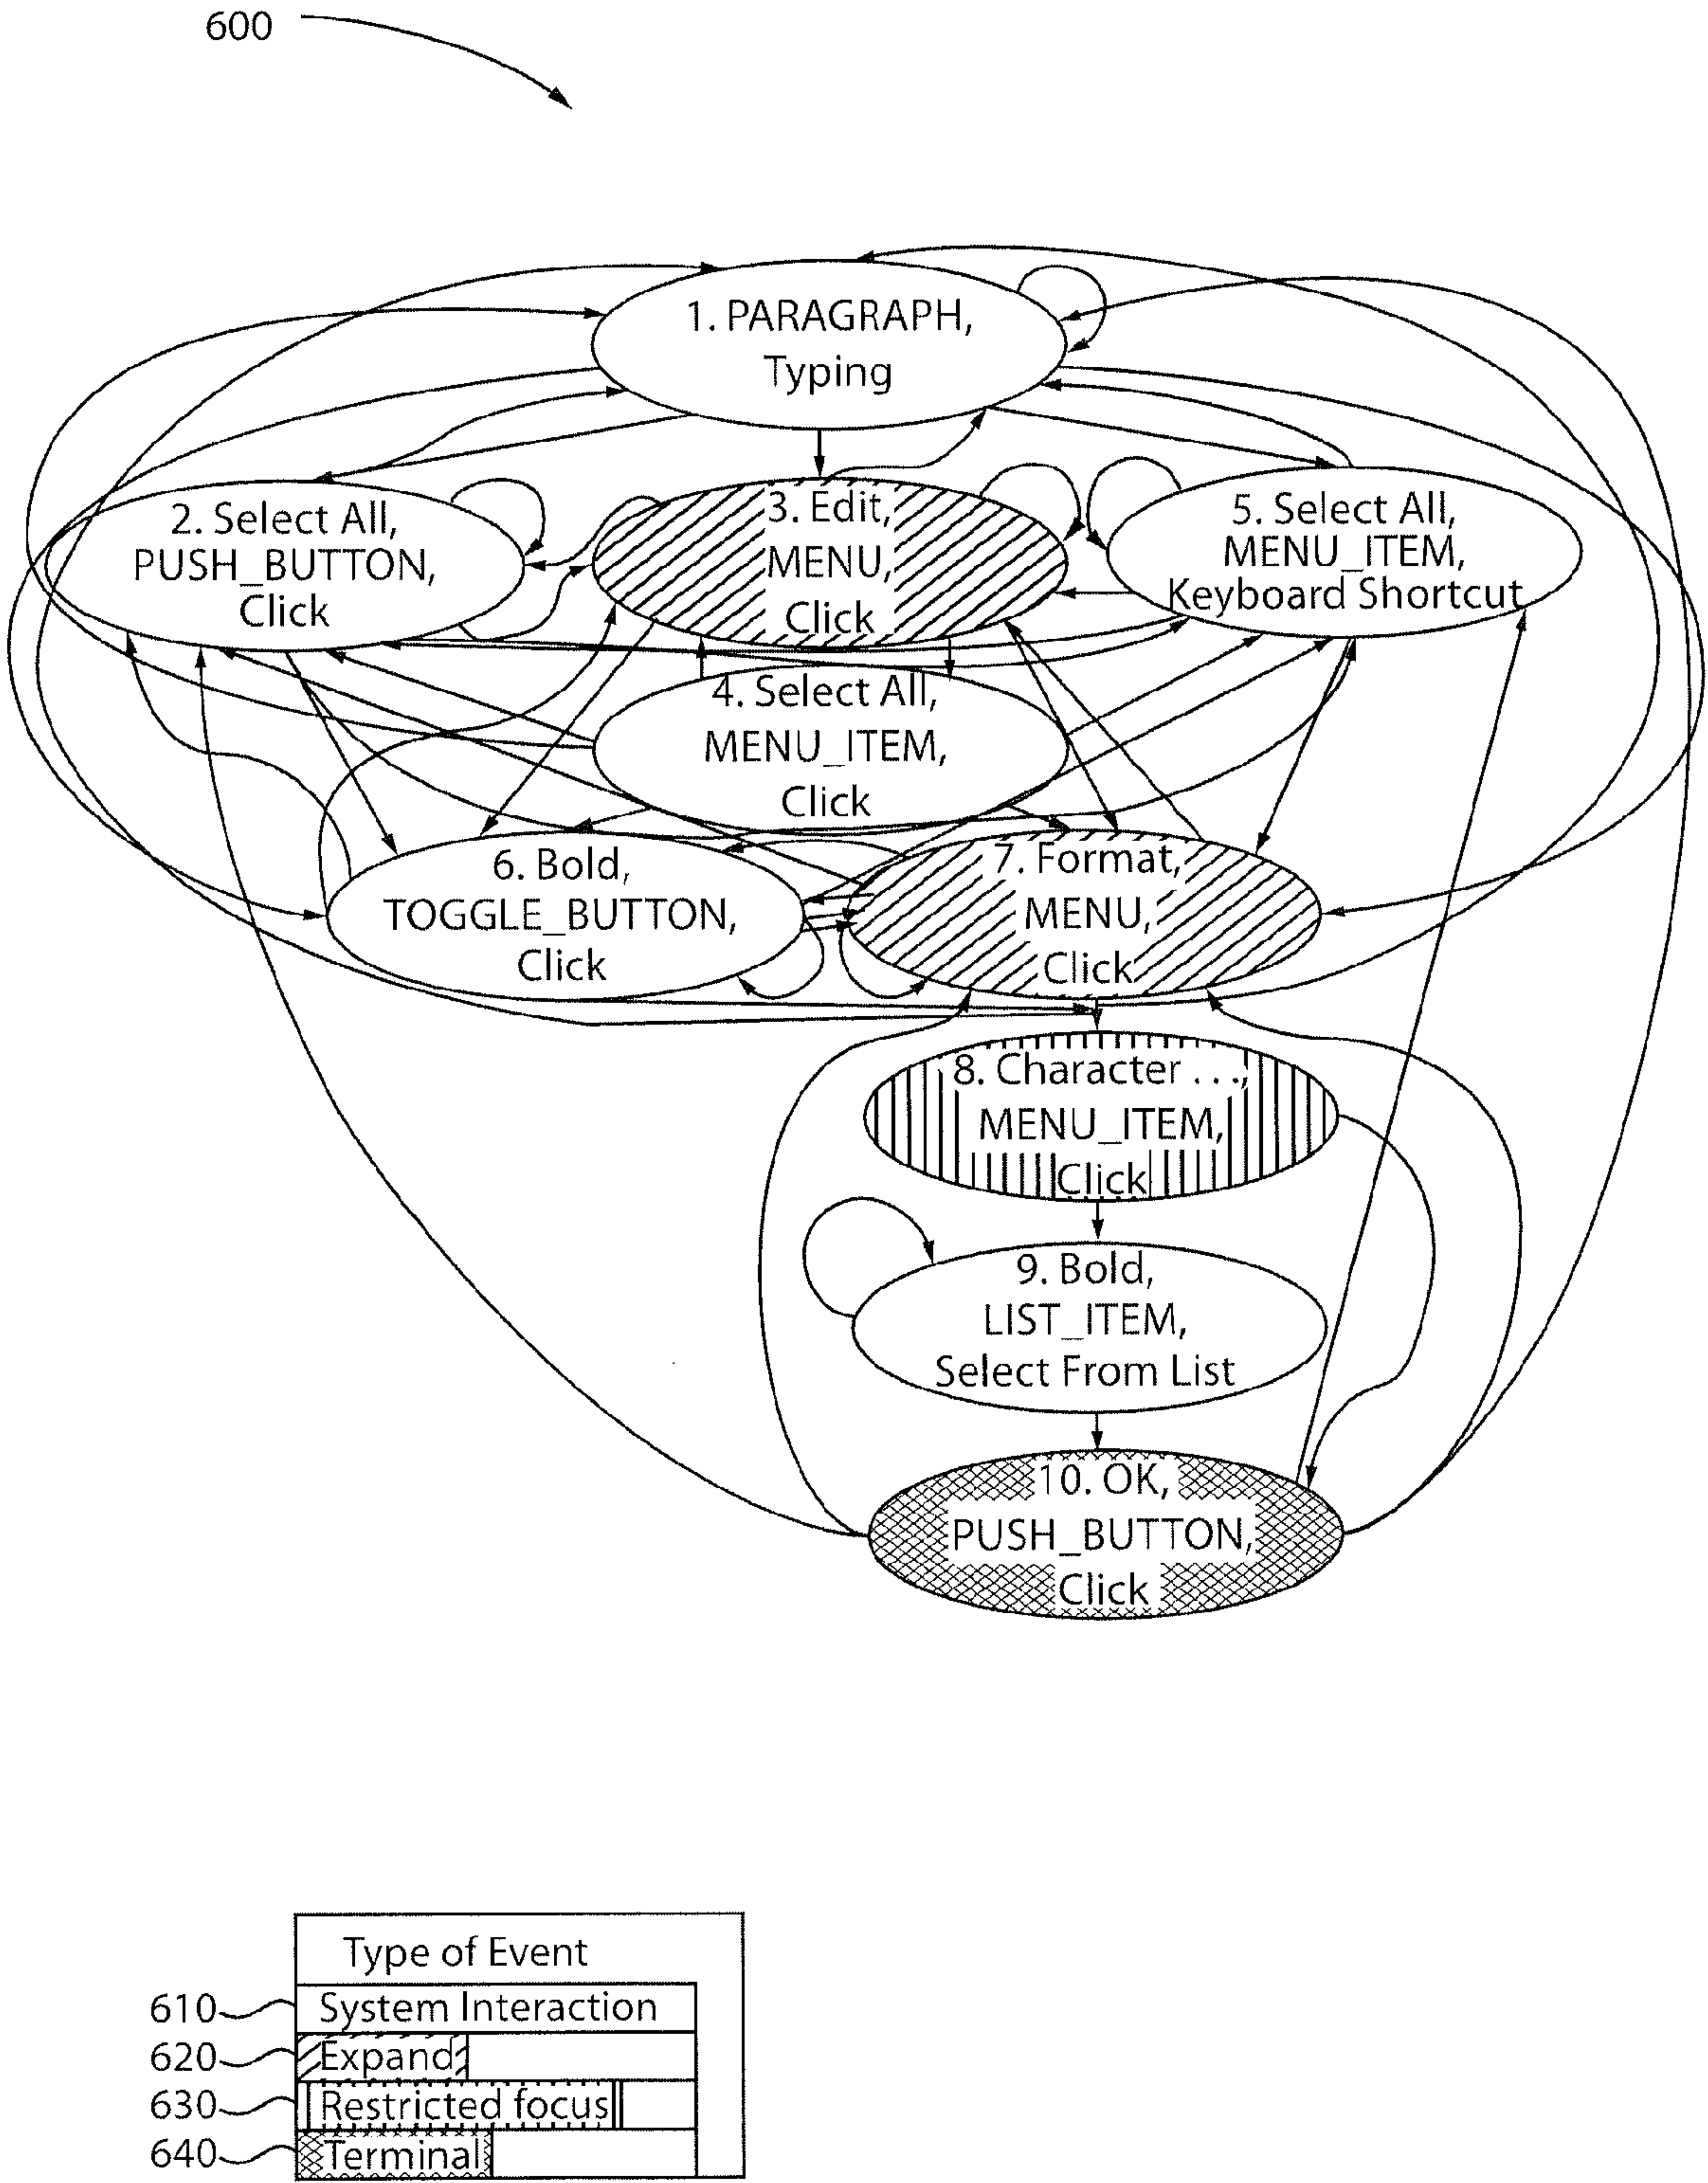 600
1. PARAGRAPH,
Typing
2. Select All,
PUSH_BUTTON,
Click
3. Edit,
MENU,
Click
5. Select All,
MENU_ITEM,
Keyboard Shortcut
4. Select All,
MENU_ITEM,
Click
6. Bold,
TOGGLE_BUTTON,
Click
7. Format,
MENU,
Click
8. Character . . .,
MENU_ITEM,
Click
9. Bold,
LIST_ITEM,
Select From List
10. OK,
PUSH_BUTTON,
Click
Type of Event
610 System Interaction
620 Expand
630 Restricted focus
640 Terminal